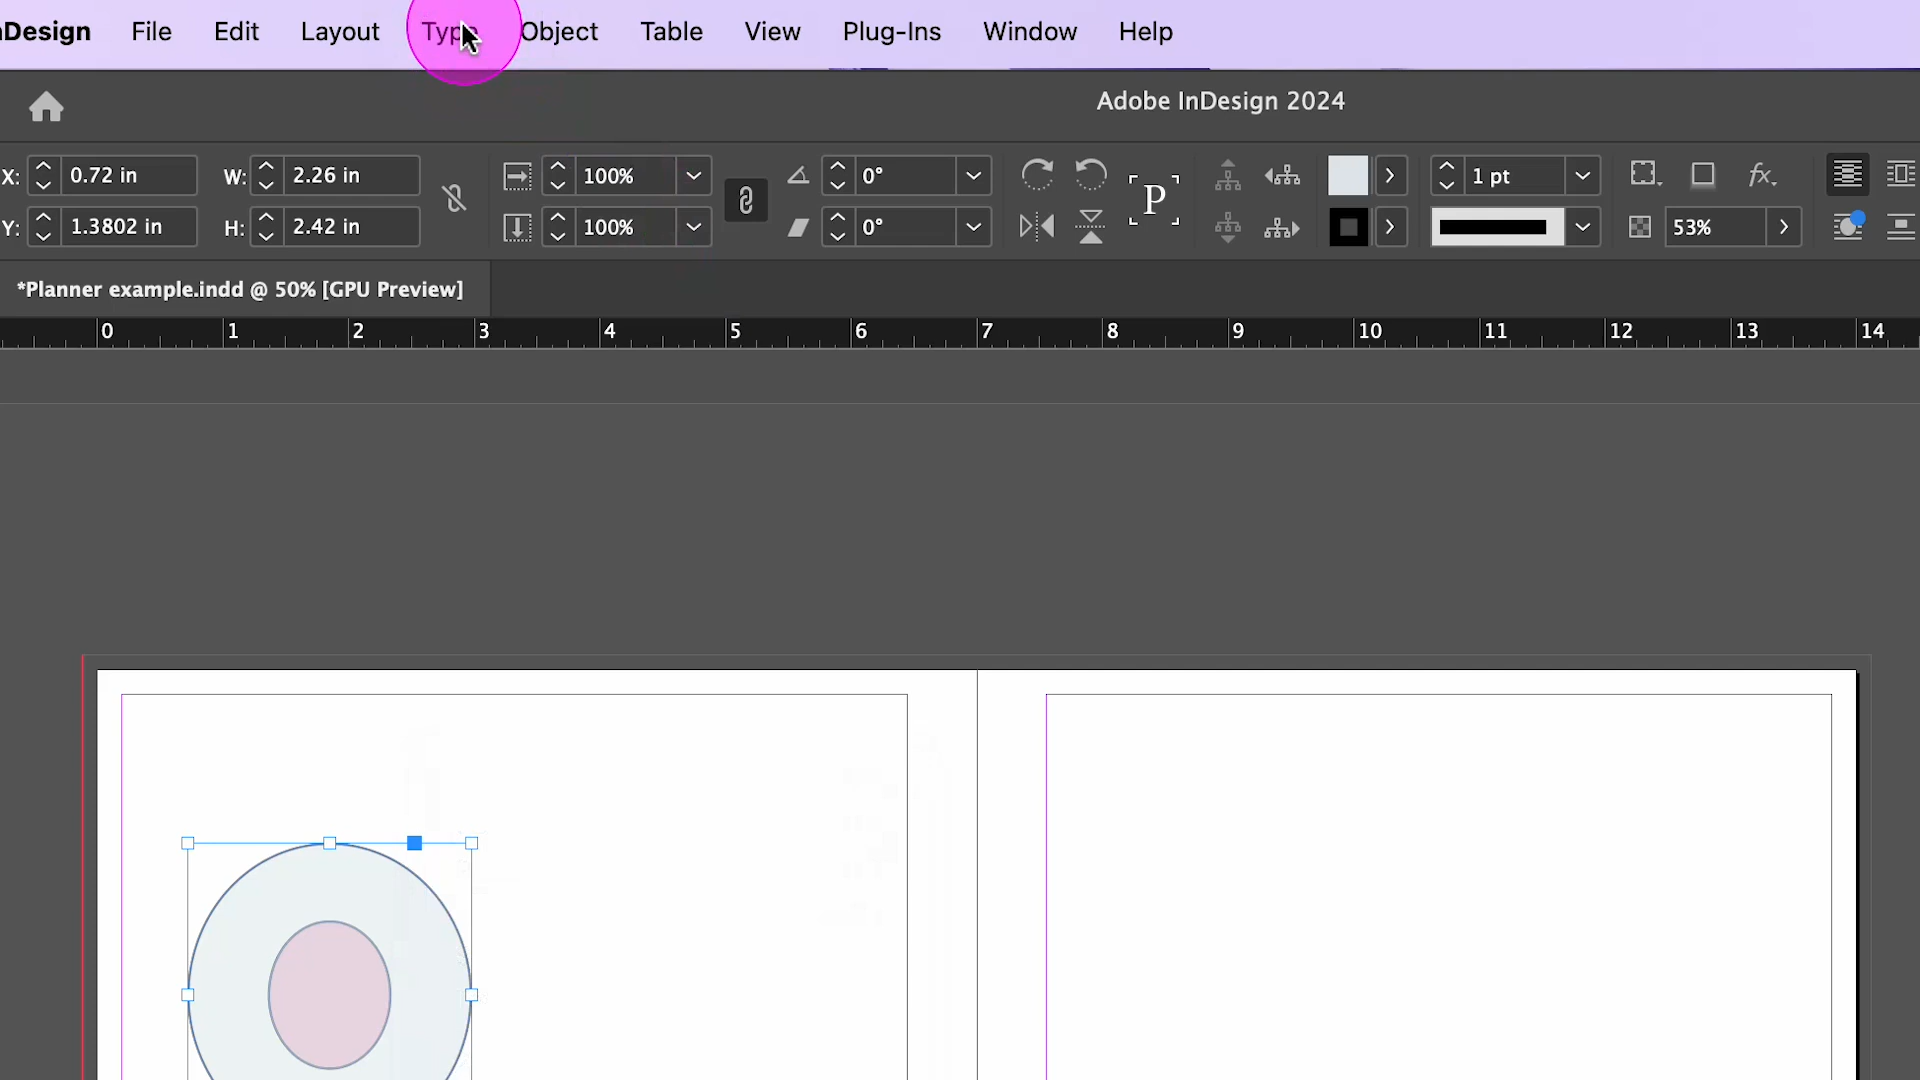 nDesign File Edit Layout Type Object Table View Plug-Ins Window Help
Adobe InDesign 2024
X: 0.72 in W: 2.26 in 100% 0° P 1 pt fx
Y: 1.3802 in H: 2.42 in 100% 0° 53%
*Planner example.indd @ 50% [GPU Preview]
0 1 2 3 4 5 6 7 8 9 10 11 12 13 14